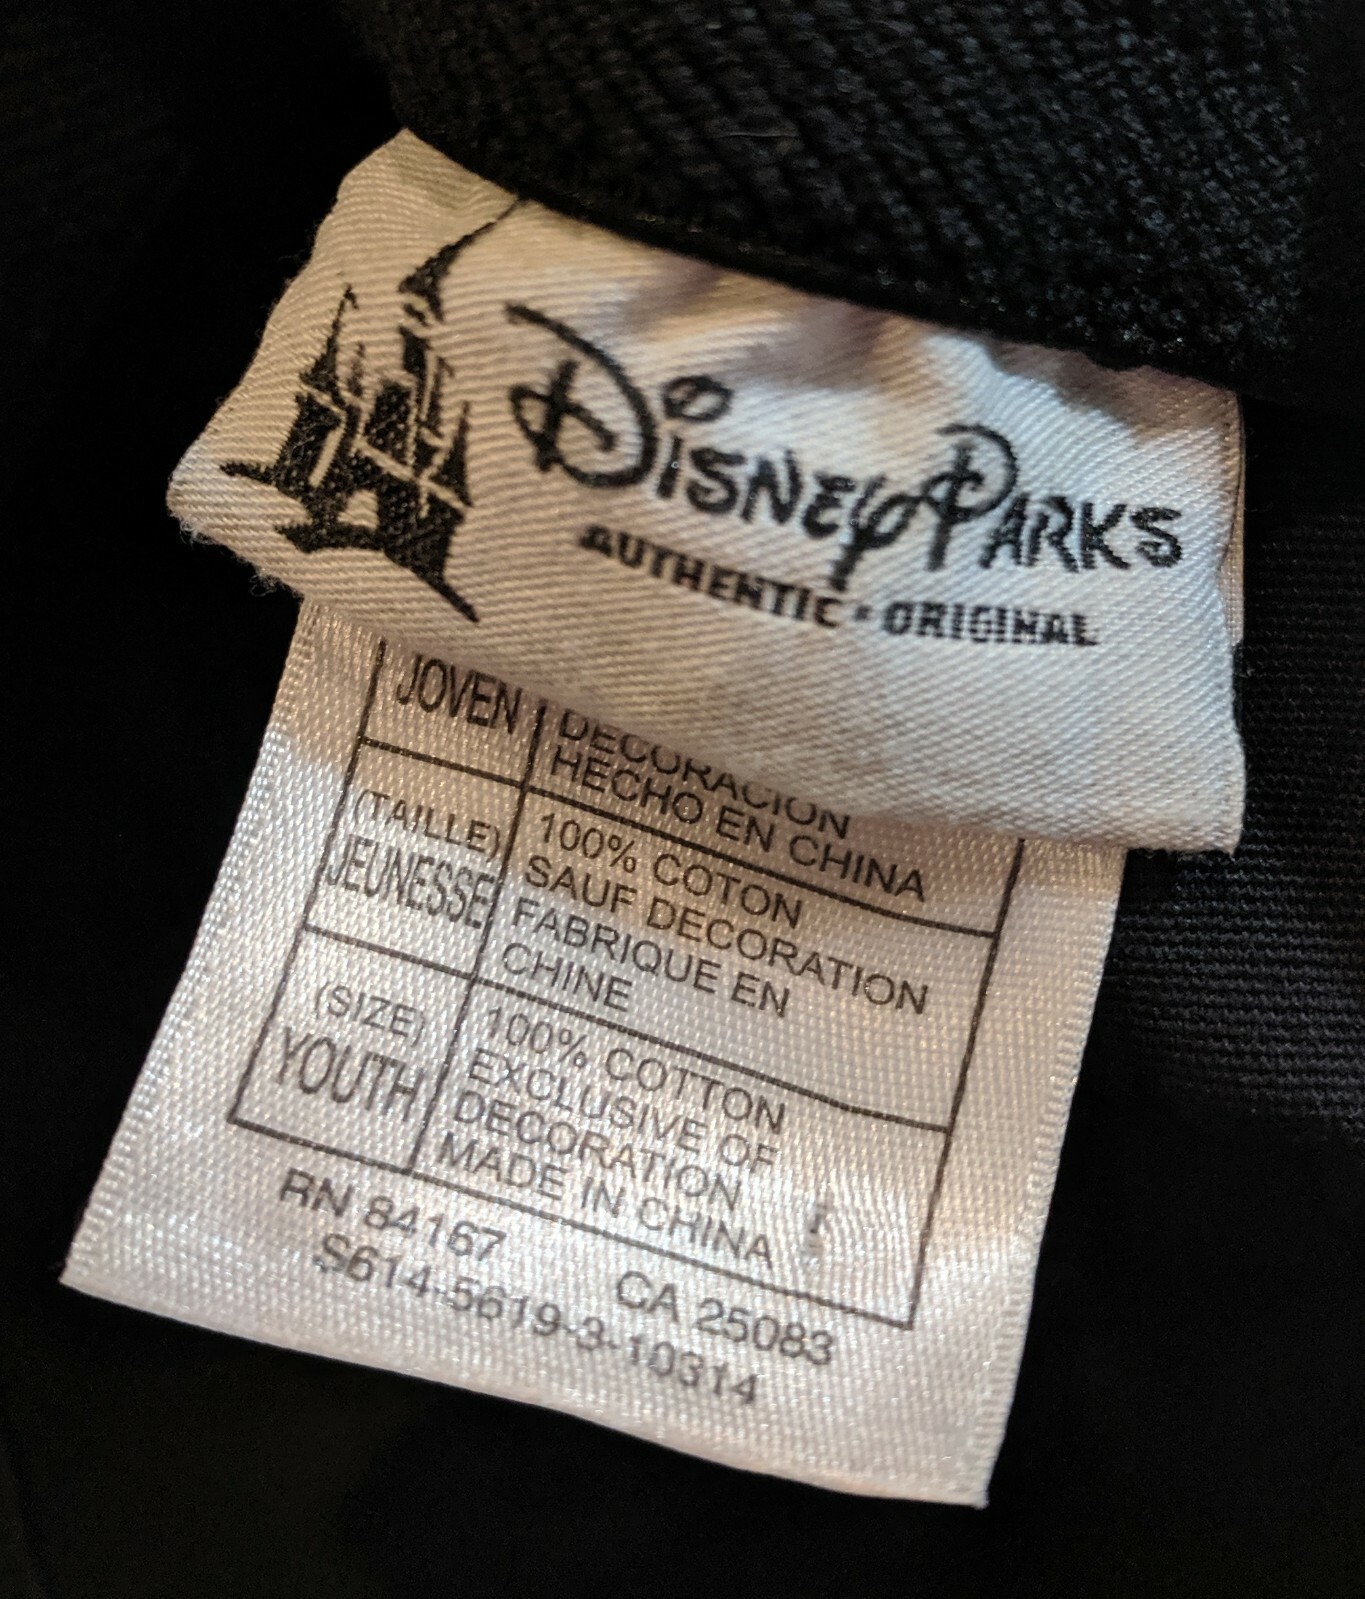 DISNEY PARKS
AUTHENTIC • ORIGINAL
JOVEN
DECORACION
HECHO EN CHINA
(TAILLE)
JEUNESSE
100% COTON
SAUF DECORATION
FABRIQUE EN
CHINE
(SIZE)
YOUTH
100% COTTON
EXCLUSIVE OF
DECORATION
MADE IN CHINA
RN 84167 CA 25083
S614-5619-3-10314